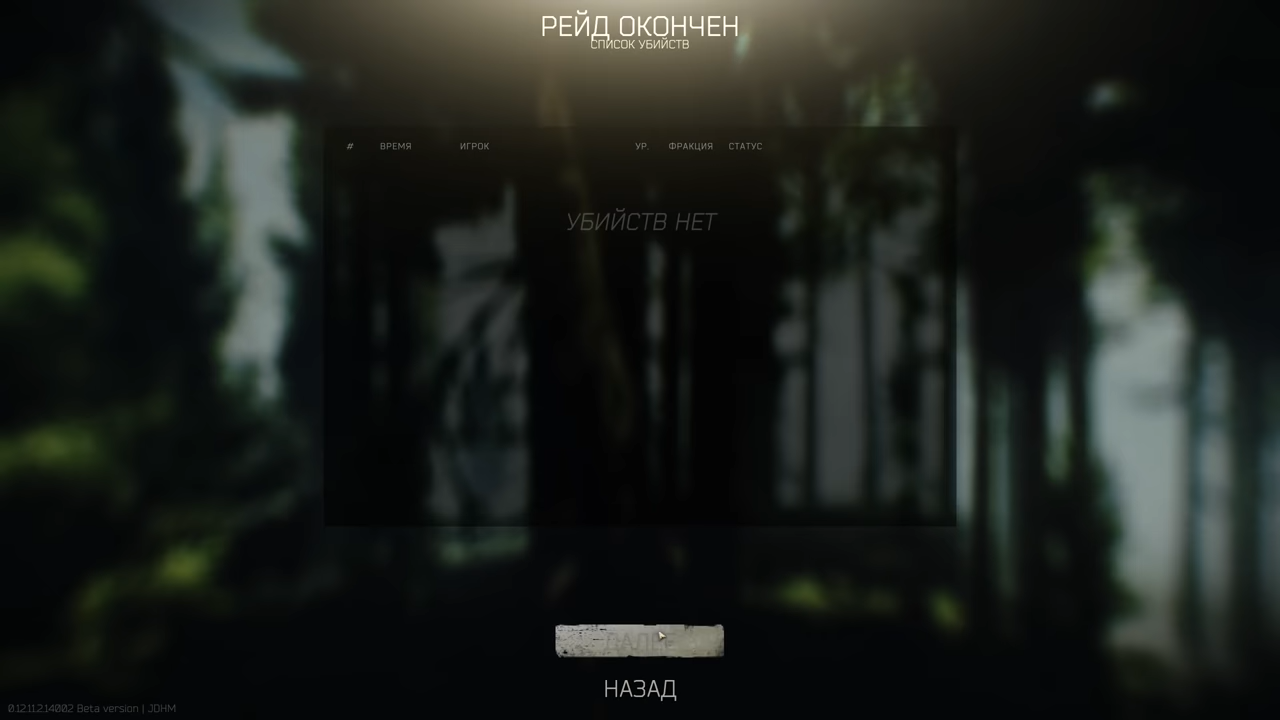 РЕЙД ОКОНЧЕН
СПИСОК УБИЙСТВ
# ВРЕМЯ ИГРОК УР. ФРАКЦИЯ СТАТУС
УБИЙСТВ НЕТ
ДАЛЕЕ
НАЗАД
0.12.11.2.14002 Beta version | JDHM